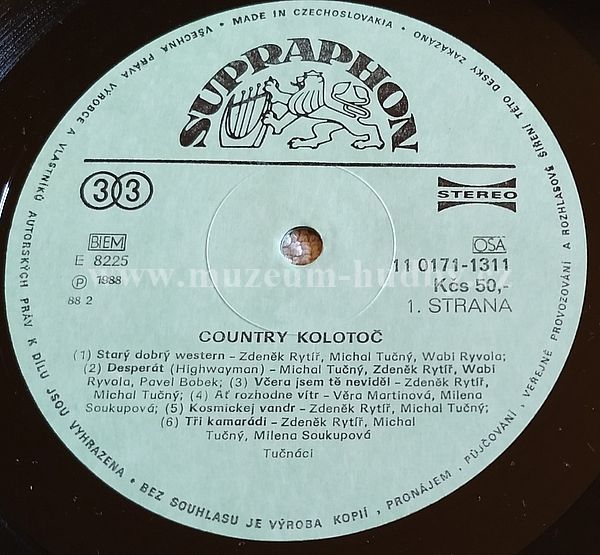 VŠECHNA PRÁVA VÝROBCE A VLASTNÍKŮ AUTORSKÝCH PRÁV K DÍLU JSOU VYHRAZENA • BEZ SOUHLASU JE VÝROBA KOPIÍ, PRONÁJEM, PŮJČOVÁNÍ, VEŘEJNÉ PROVOZOVÁNÍ A ROZHLASOVÉ ŠÍŘENÍ TÉTO DESKY ZAKÁZÁNO • MADE IN CZECHOSLOVAKIA •
SUPRAPHON
33
STEREO
BIEM
E 8225
Ⓟ 1988
88 2
OSA
11 0171-1311
Kčs 50,-
1. STRANA
COUNTRY KOLOTOČ
(1) Starý dobrý western – Zdeněk Rytíř, Michal Tučný, Wabi Ryvola;
(2) Desperát (Highwayman) – Michal Tučný, Zdeněk Rytíř, Wabi
Ryvola, Pavel Bobek; (3) Včera jsem tě neviděl – Zdeněk Rytíř,
Michal Tučný; (4) Ať rozhodne vítr – Věra Martinová, Milena
Soukupová; (5) Kosmickej vandr – Zdeněk Rytíř, Michal Tučný;
(6) Tři kamarádi – Zdeněk Rytíř, Michal
Tučný, Milena Soukupová
Tučňáci